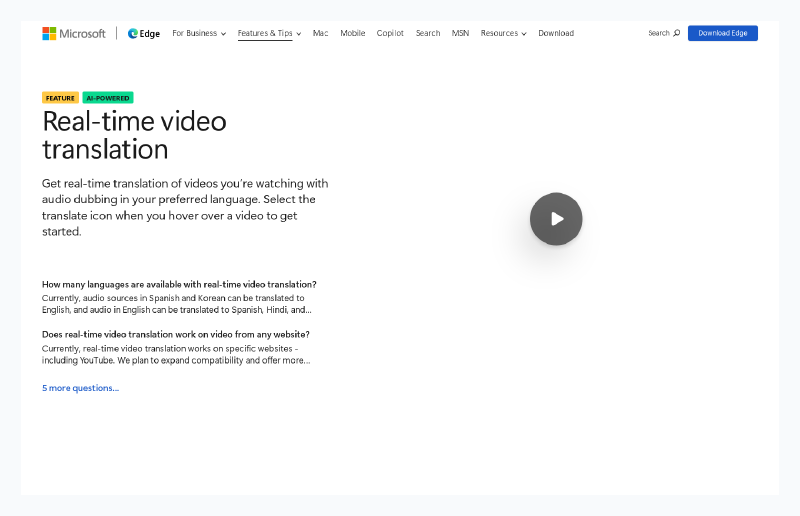 Microsoft Edge For Business Features & Tips Mac Mobile Copilot Search MSN Resources Download Search Download Edge
FEATURE AI-POWERED
Real-time video
translation
Get real-time translation of videos you're watching with
audio dubbing in your preferred language. Select the
translate icon when you hover over a video to get
started.
How many languages are available with real-time video translation?
Currently, audio sources in Spanish and Korean can be translated to
English, and audio in English can be translated to Spanish, Hindi, and...
Does real-time video translation work on video from any website?
Currently, real-time video translation works on specific websites -
including YouTube. We plan to expand compatibility and offer more...
5 more questions...